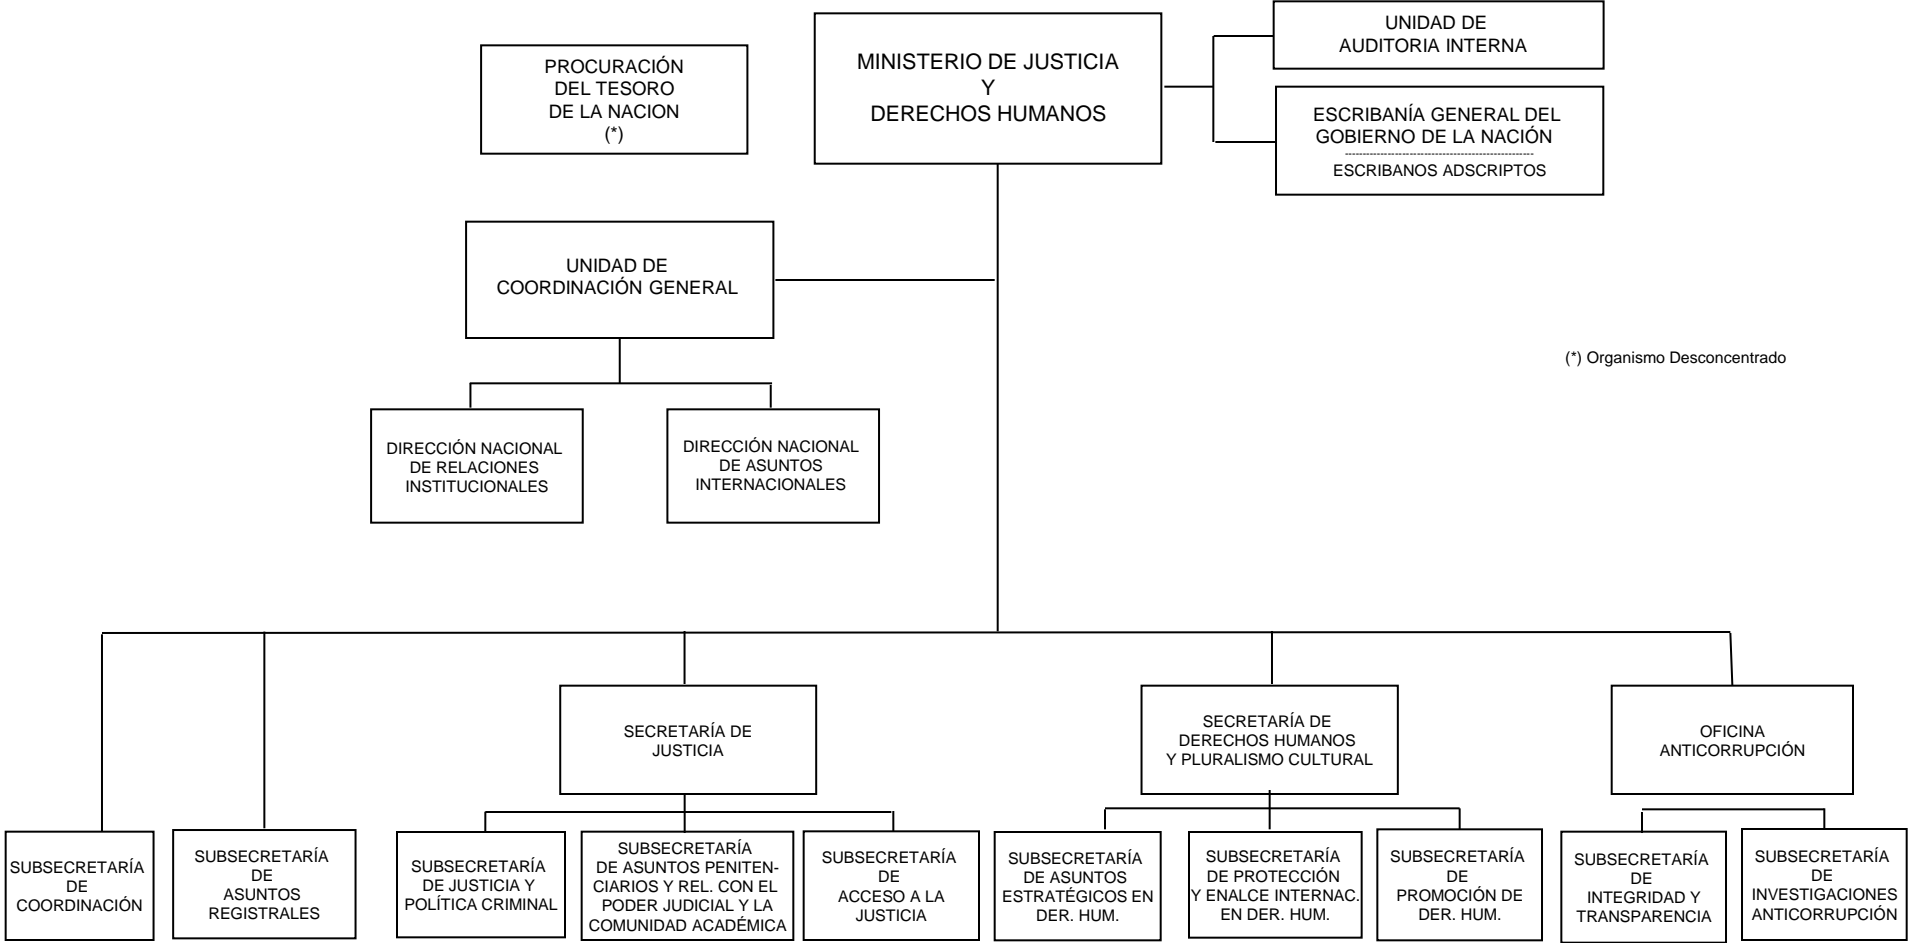 UNIDAD DE
AUDITORIA INTERNA
MINISTERIO DE JUSTICIA
Y
DERECHOS HUMANOS
PROCURACIÓN
DEL TESORO
DE LA NACION
(*)
ESCRIBANÍA GENERAL DEL
GOBIERNO DE LA NACIÓN
ESCRIBANOS ADSCRIPTOS
UNIDAD DE
COORDINACIÓN GENERAL
(*) Organismo Desconcentrado
DIRECCIÓN NACIONAL
DE RELACIONES
INSTITUCIONALES
DIRECCIÓN NACIONAL
DE ASUNTOS
INTERNACIONALES
SECRETARÍA DE
JUSTICIA
SECRETARÍA DE
DERECHOS HUMANOS
Y PLURALISMO CULTURAL
OFICINA
ANTICORRUPCIÓN
SUBSECRETARÍA
DE
COORDINACIÓN
SUBSECRETARÍA
DE
ASUNTOS
REGISTRALES
SUBSECRETARÍA
DE JUSTICIA Y
POLÍTICA CRIMINAL
SUBSECRETARÍA
DE ASUNTOS PENITEN-
CIARIOS Y REL. CON EL
PODER JUDICIAL Y LA
COMUNIDAD ACADÉMICA
SUBSECRETARÍA
DE
ACCESO A LA
JUSTICIA
SUBSECRETARÍA
DE ASUNTOS
ESTRATÉGICOS EN
DER. HUM.
SUBSECRETARÍA
DE PROTECCIÓN
Y ENALCE INTERNAC.
EN DER. HUM.
SUBSECRETARÍA
DE
PROMOCIÓN DE
DER. HUM.
SUBSECRETARÍA
DE
INTEGRIDAD Y
TRANSPARENCIA
SUBSECRETARÍA
DE
INVESTIGACIONES
ANTICORRUPCIÓN